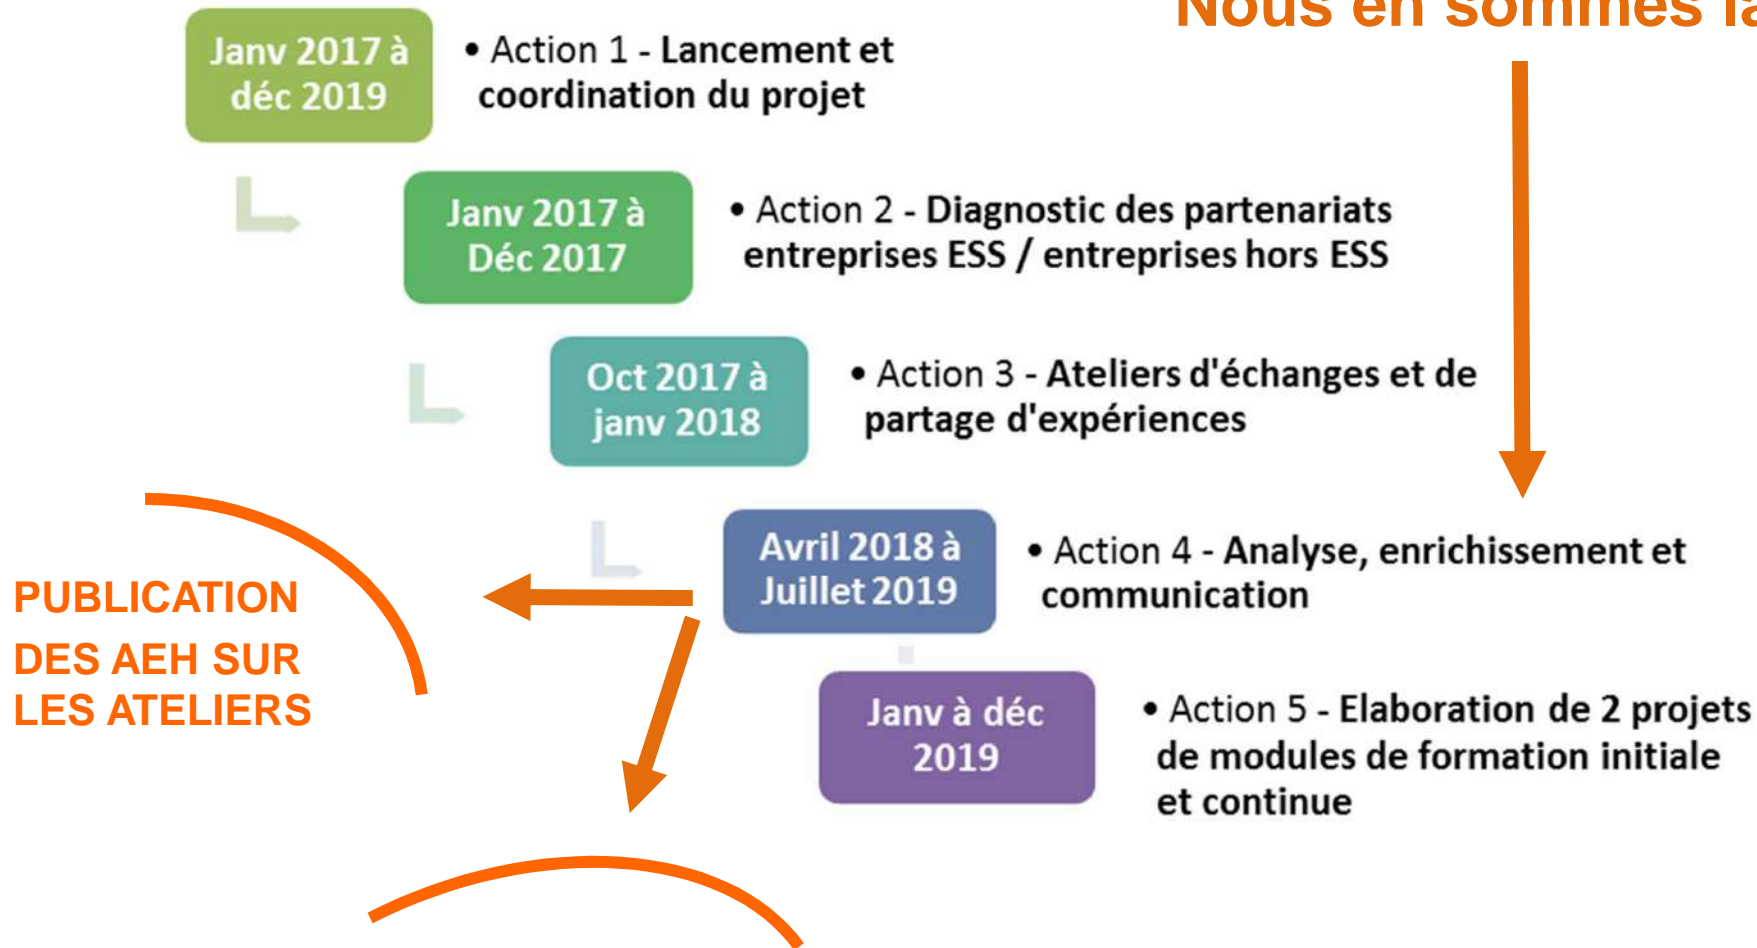 Nous en sommes là
Janv 2017 à
déc 2019
• Action 1 - Lancement et
coordination du projet
Janv 2017 à
Déc 2017
• Action 2 - Diagnostic des partenariats
entreprises ESS / entreprises hors ESS
Oct 2017 à
janv 2018
• Action 3 - Ateliers d'échanges et de
partage d'expériences
Avril 2018 à
Juillet 2019
• Action 4 - Analyse, enrichissement et
communication
PUBLICATION
DES AEH SUR
LES ATELIERS
Janv à déc
2019
• Action 5 - Elaboration de 2 projets
de modules de formation initiale
et continue